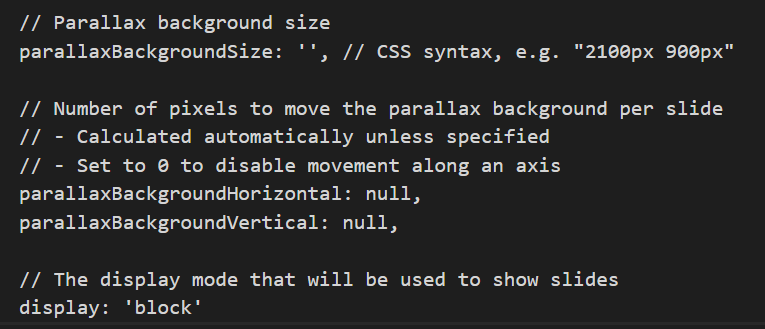 // Parallax background size
parallaxBackgroundSize: '', // CSS syntax, e.g. "2100px 900px"
// Number of pixels to move the parallax background per slide
// - Calculated automatically unless specified
// - Set to 0 to disable movement along an axis
parallaxBackgroundHorizontal: null,
parallaxBackgroundVertical: null,
// The display mode that will be used to show slides
display: 'block'